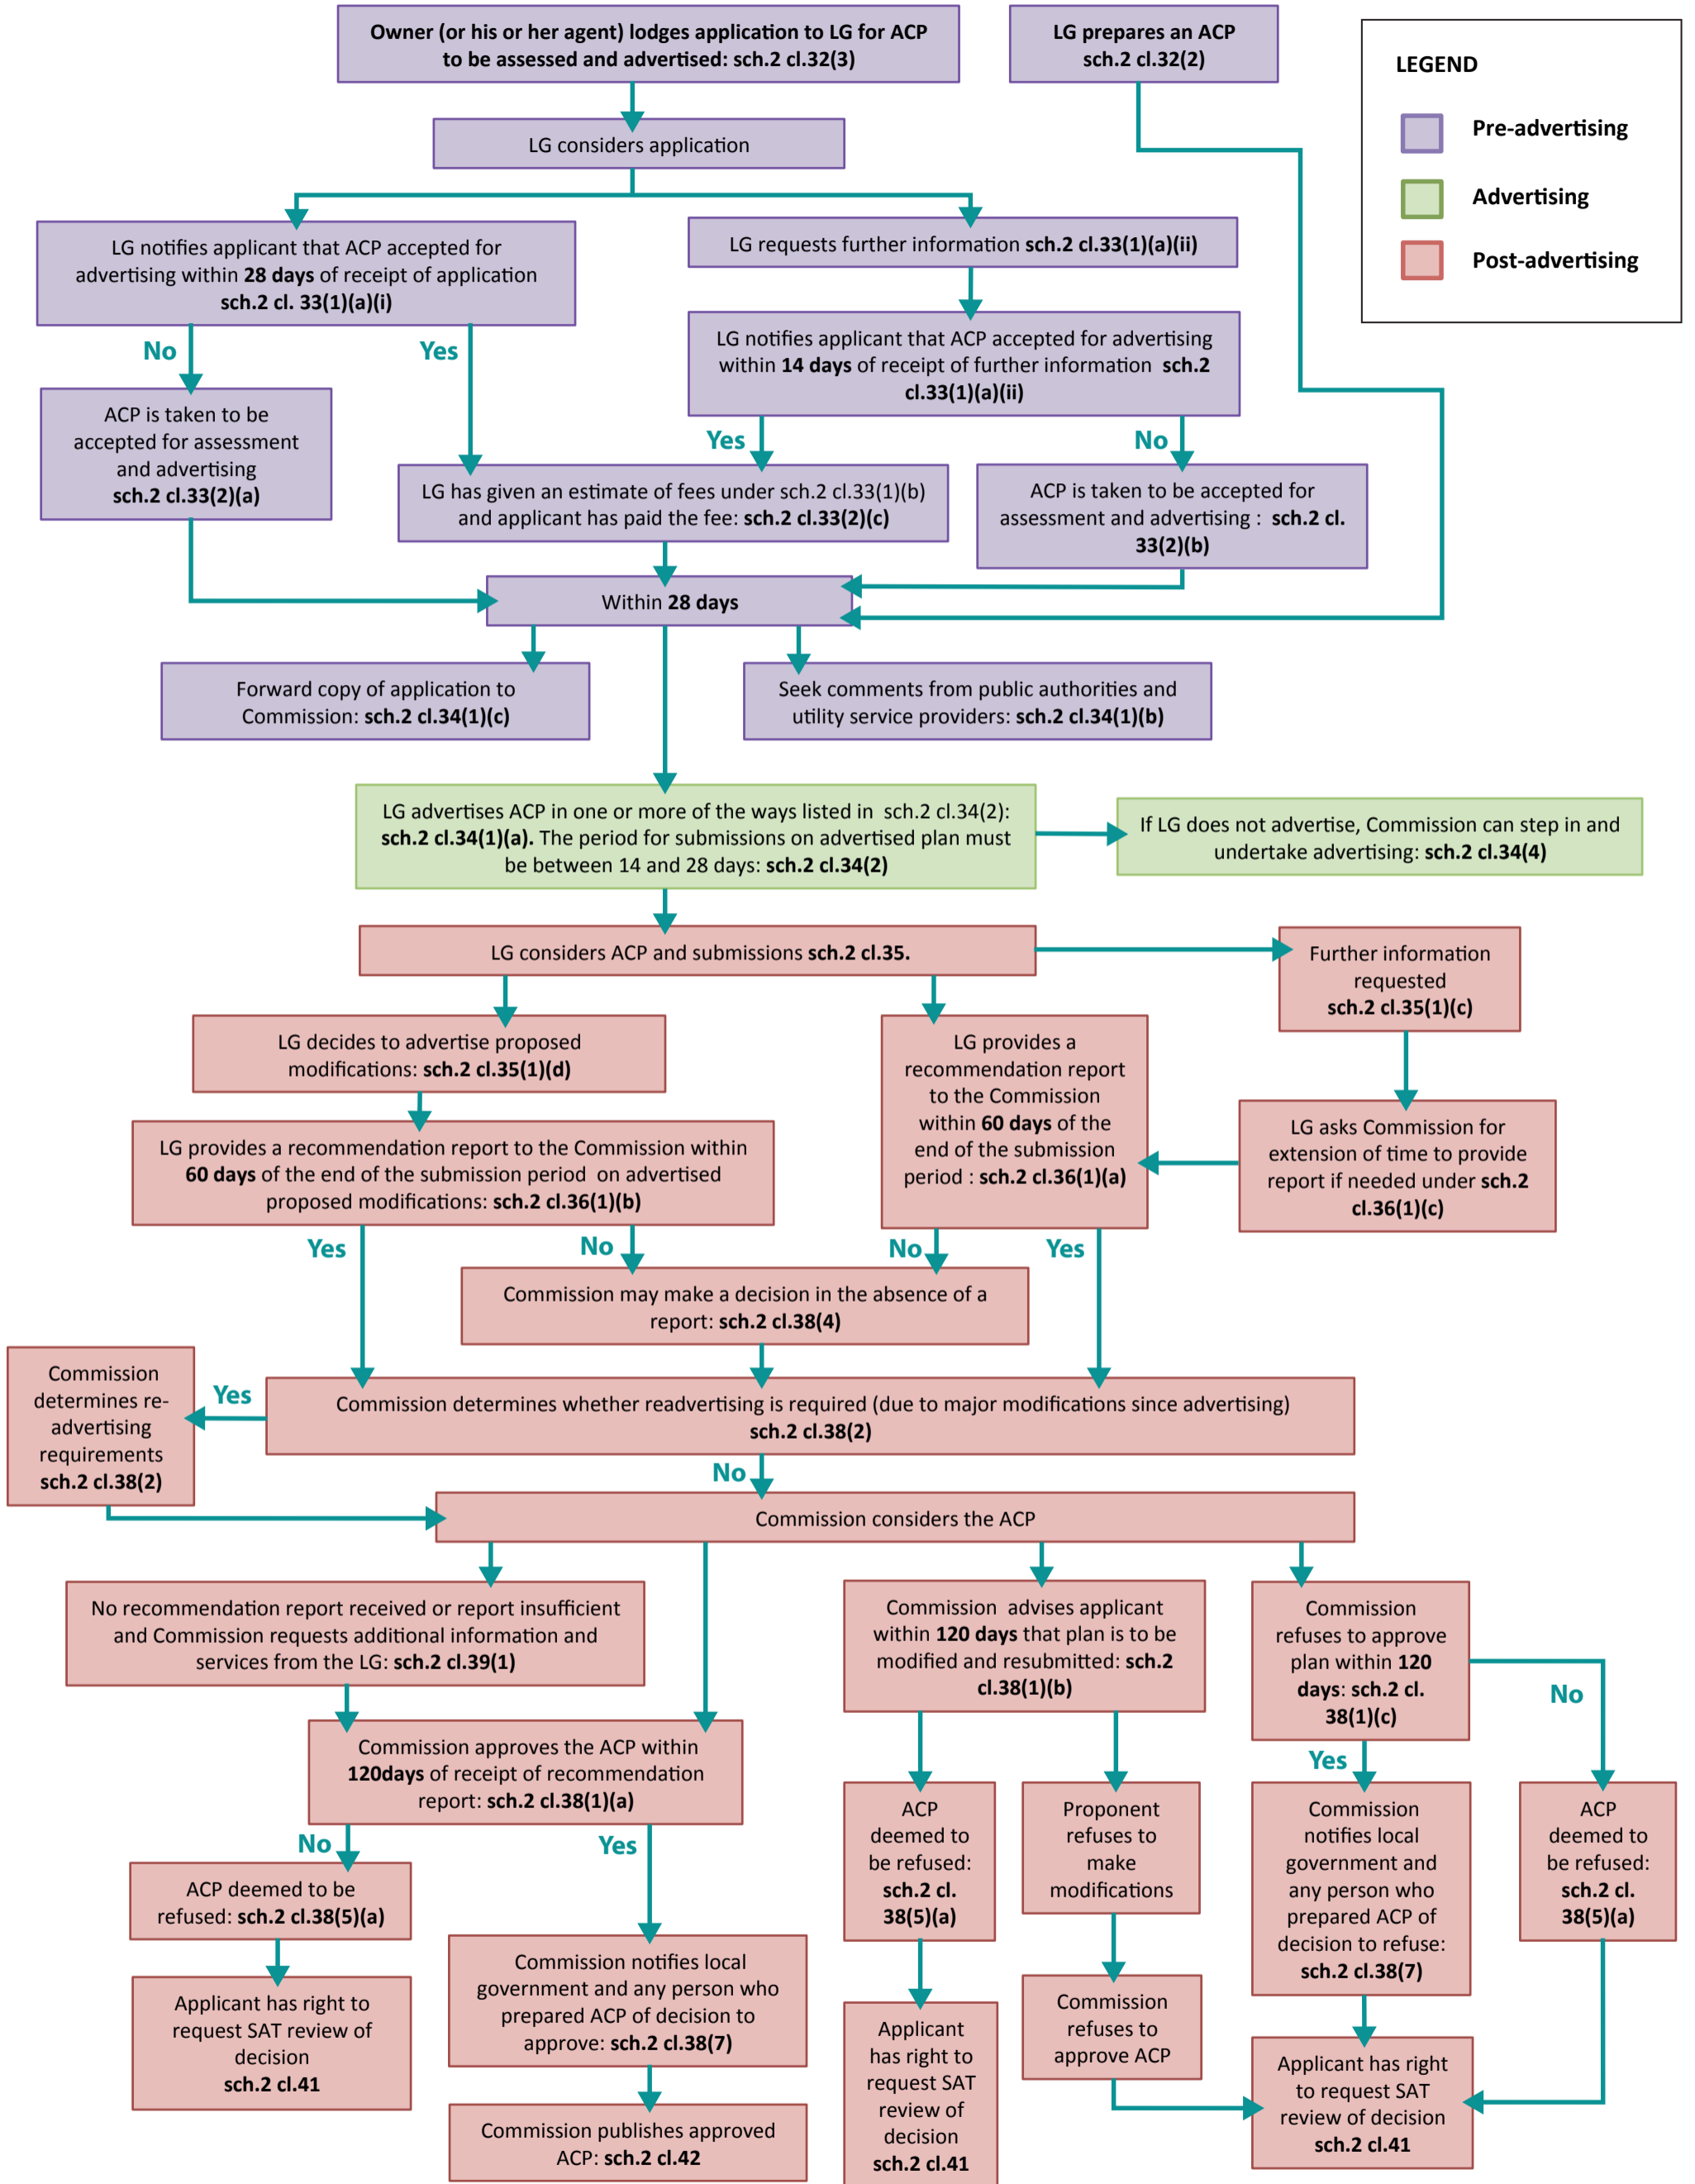 Owner (or his or her agent) lodges application to LG for ACP
to be assessed and advertised: sch.2 cl.32(3)
LG prepares an ACP
sch.2 cl.32(2)
LEGEND
Pre-advertising
Advertising
Post-advertising
LG considers application
LG notifies applicant that ACP accepted for
advertising within 28 days of receipt of application
sch.2 cl. 33(1)(a)(i)
LG requests further information sch.2 cl.33(1)(a)(ii)
LG notifies applicant that ACP accepted for advertising
within 14 days of receipt of further information sch.2
cl.33(1)(a)(ii)
No
Yes
ACP is taken to be
accepted for assessment
and advertising
sch.2 cl.33(2)(a)
Yes
No
LG has given an estimate of fees under sch.2 cl.33(1)(b)
and applicant has paid the fee: sch.2 cl.33(2)(c)
ACP is taken to be accepted for
assessment and advertising : sch.2 cl.
33(2)(b)
Within 28 days
Forward copy of application to
Commission: sch.2 cl.34(1)(c)
Seek comments from public authorities and
utility service providers: sch.2 cl.34(1)(b)
LG advertises ACP in one or more of the ways listed in sch.2 cl.34(2):
sch.2 cl.34(1)(a). The period for submissions on advertised plan must
be between 14 and 28 days: sch.2 cl.34(2)
If LG does not advertise, Commission can step in and
undertake advertising: sch.2 cl.34(4)
LG considers ACP and submissions sch.2 cl.35.
Further information
requested
sch.2 cl.35(1)(c)
LG decides to advertise proposed
modifications: sch.2 cl.35(1)(d)
LG provides a
recommendation report
to the Commission
within 60 days of the
end of the submission
period : sch.2 cl.36(1)(a)
LG asks Commission for
extension of time to provide
report if needed under sch.2
cl.36(1)(c)
LG provides a recommendation report to the Commission within
60 days of the end of the submission period on advertised
proposed modifications: sch.2 cl.36(1)(b)
Yes
No
No
Yes
Commission may make a decision in the absence of a
report: sch.2 cl.38(4)
Commission
determines re-
advertising
requirements
sch.2 cl.38(2)
Yes
Commission determines whether readvertising is required (due to major modifications since advertising)
sch.2 cl.38(2)
No
Commission considers the ACP
No recommendation report received or report insufficient
and Commission requests additional information and
services from the LG: sch.2 cl.39(1)
Commission advises applicant
within 120 days that plan is to be
modified and resubmitted: sch.2
cl.38(1)(b)
Commission
refuses to approve
plan within 120
days: sch.2 cl.
38(1)(c)
No
Yes
Commission approves the ACP within
120days of receipt of recommendation
report: sch.2 cl.38(1)(a)
No
Yes
ACP deemed to be
refused: sch.2 cl.38(5)(a)
Applicant has right to
request SAT review of
decision
sch.2 cl.41
Commission notifies local
government and any person who
prepared ACP of decision to
approve: sch.2 cl.38(7)
Commission publishes approved
ACP: sch.2 cl.42
ACP
deemed to
be refused:
sch.2 cl.
38(5)(a)
Applicant
has right to
request SAT
review of
decision
sch.2 cl.41
Proponent
refuses to
make
modifications
Commission
refuses to
approve ACP
Commission
notifies local
government and
any person who
prepared ACP of
decision to refuse:
sch.2 cl.38(7)
ACP
deemed to
be refused:
sch.2 cl.
38(5)(a)
Applicant has right
to request SAT
review of decision
sch.2 cl.41